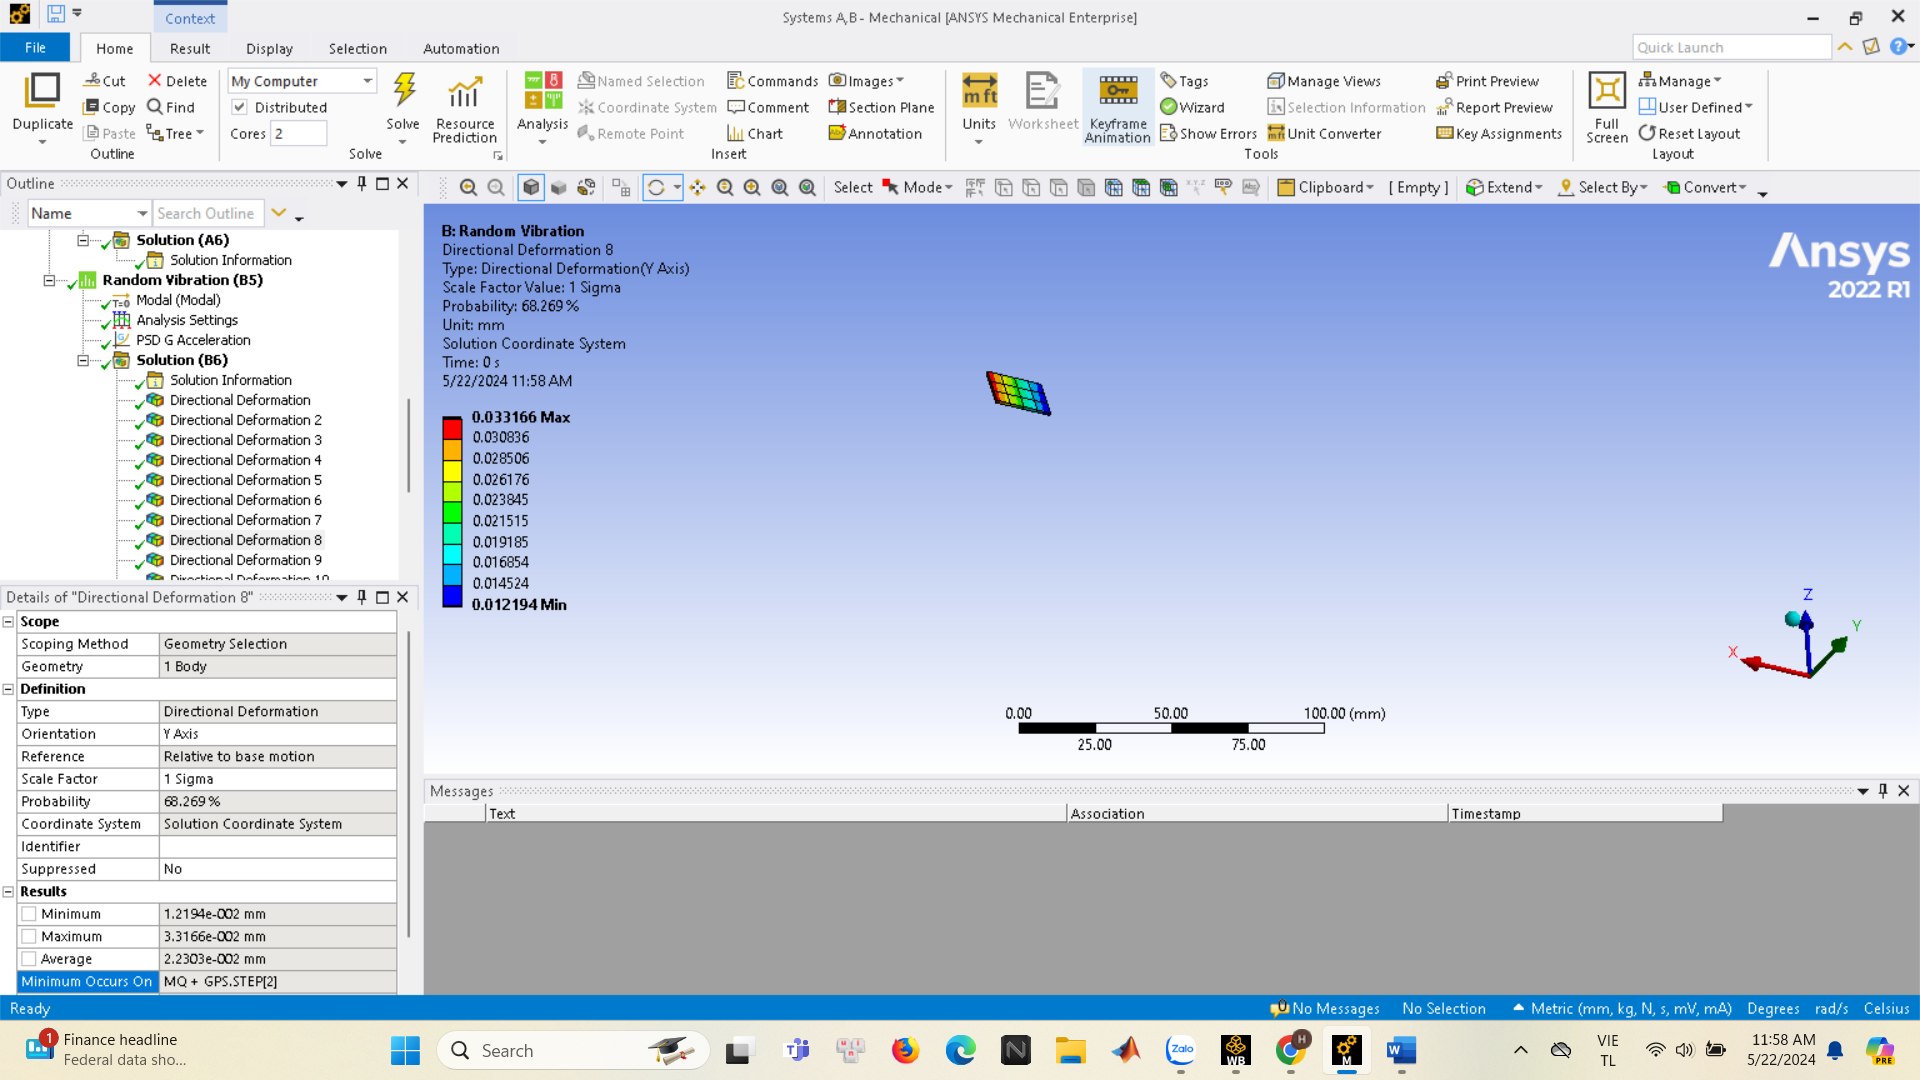 Context
Systems A,B - Mechanical [ANSYS Mechanical Enterprise]
File Home Result Display Selection Automation
Quick Launch
Duplicate
Cut
Copy
Paste
Delete
Find
Tree
Outline
My Computer
Distributed
Cores 2
Solve
Resource Prediction
Solve
Analysis
Named Selection
Coordinate System
Remote Point
Commands
Comment
Chart
Images
Section Plane
Annotation
Insert
Units
Worksheet
Keyframe Animation
Tags
Wizard
Show Errors
Manage Views
Selection Information
Unit Converter
Print Preview
Report Preview
Key Assignments
Tools
Full Screen
Manage
User Defined
Reset Layout
Layout
Outline
Name
Search Outline
Select Mode Clipboard [ Empty ] Extend Select By Convert
Solution (A6)
Solution Information
Random Vibration (B5)
Modal (Modal)
Analysis Settings
PSD G Acceleration
Solution (B6)
Solution Information
Directional Deformation
Directional Deformation 2
Directional Deformation 3
Directional Deformation 4
Directional Deformation 5
Directional Deformation 6
Directional Deformation 7
Directional Deformation 8
Directional Deformation 9
Directional Deformation 10
Details of "Directional Deformation 8"
Scope
Scoping Method Geometry Selection
Geometry 1 Body
Definition
Type Directional Deformation
Orientation Y Axis
Reference Relative to base motion
Scale Factor 1 Sigma
Probability 68.269 %
Coordinate System Solution Coordinate System
Identifier
Suppressed No
Results
Minimum 1.2194e-002 mm
Maximum 3.3166e-002 mm
Average 2.2303e-002 mm
Minimum Occurs On MQ + GPS.STEP[2]
B: Random Vibration
Directional Deformation 8
Type: Directional Deformation(Y Axis)
Scale Factor Value: 1 Sigma
Probability: 68.269 %
Unit: mm
Solution Coordinate System
Time: 0 s
5/22/2024 11:58 AM
0.033166 Max
0.030836
0.028506
0.026176
0.023845
0.021515
0.019185
0.016854
0.014524
0.012194 Min
Ansys
2022 R1
Z
Y
X
0.00 50.00 100.00 (mm)
25.00 75.00
Messages
Text Association Timestamp
Ready
No Messages No Selection Metric (mm, kg, N, s, mV, mA) Degrees rad/s Celsius
1
Finance headline
Federal data sho...
Search
Zalo
WB
H
M
W
VIE
TL
11:58 AM
5/22/2024
PRE